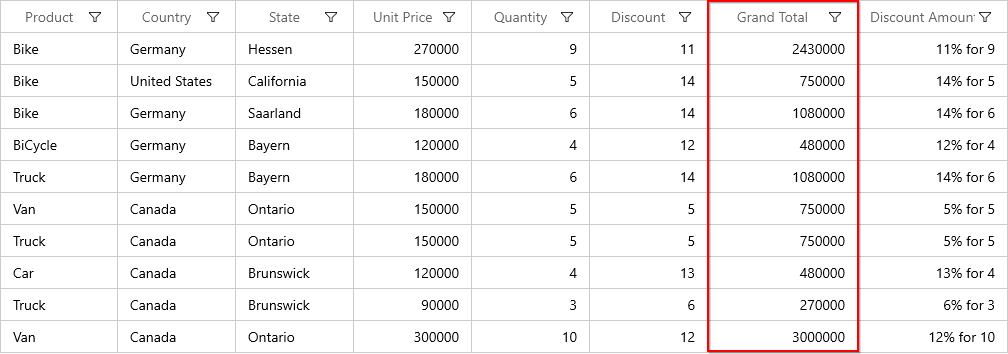 Product Country State Unit Price Quantity Discount Grand Total Discount Amoun
Bike Germany Hessen 270000 9 11 2430000 11% for 9
Bike United States California 150000 5 14 750000 14% for 5
Bike Germany Saarland 180000 6 14 1080000 14% for 6
BiCycle Germany Bayern 120000 4 12 480000 12% for 4
Truck Germany Bayern 180000 6 14 1080000 14% for 6
Van Canada Ontario 150000 5 5 750000 5% for 5
Truck Canada Ontario 150000 5 5 750000 5% for 5
Car Canada Brunswick 120000 4 13 480000 13% for 4
Truck Canada Brunswick 90000 3 6 270000 6% for 3
Van Canada Ontario 300000 10 12 3000000 12% for 10